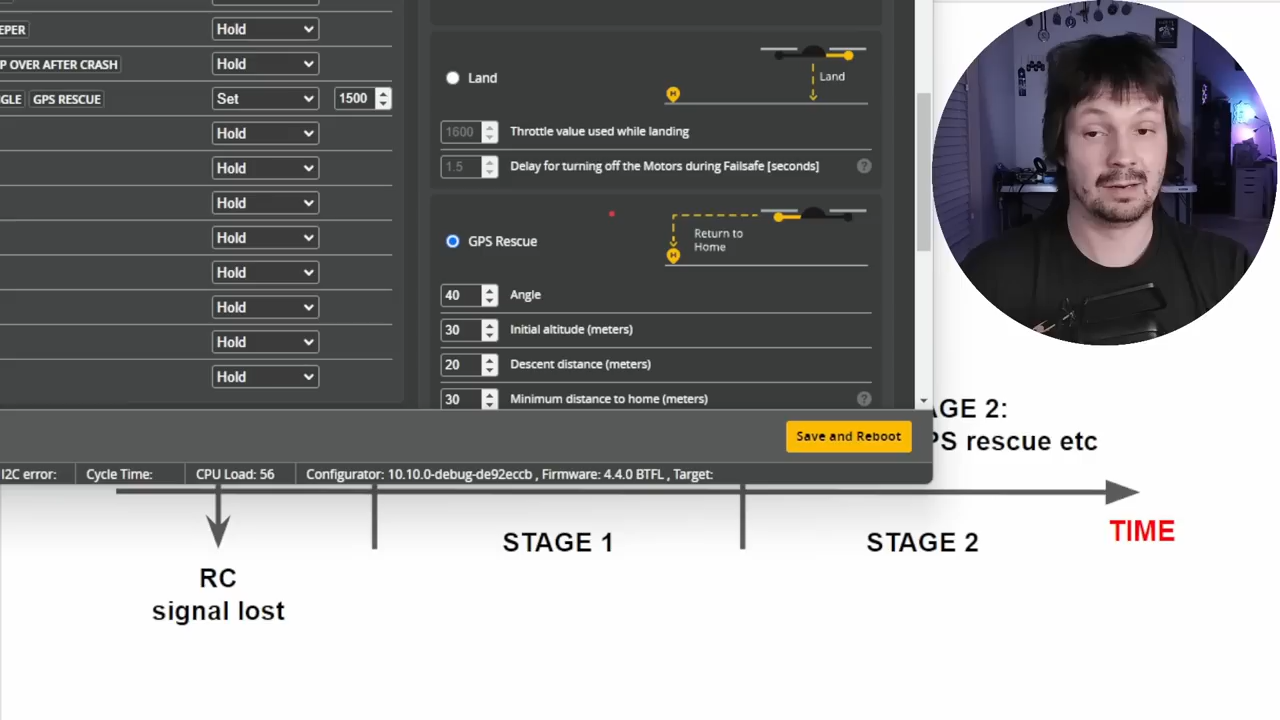 EPER
Hold
P OVER AFTER CRASH
Hold
GLE
GPS RESCUE
Set
1500
Hold
Hold
Hold
Hold
Hold
Hold
Hold
Hold
Land
H
Land
1600
Throttle value used while landing
1.5
Delay for turning off the Motors during Failsafe [seconds]
?
GPS Rescue
Return to
Home
H
40
Angle
30
Initial altitude (meters)
20
Descent distance (meters)
30
Minimum distance to home (meters)
?
Save and Reboot
I2C error:
Cycle Time:
CPU Load: 56
Configurator: 10.10.0-debug-de92eccb , Firmware: 4.4.0 BTFL , Target:
AGE 2:
PS rescue etc
STAGE 1
STAGE 2
TIME
RC
signal lost